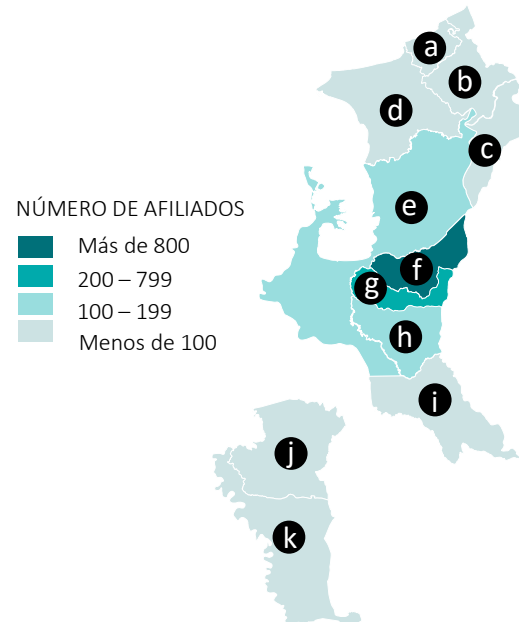 a
b
d
c
e
NÚMERO DE AFILIADOS
Más de 800
f
200 – 799
g
100 – 199
h
Menos de 100
i
j
k